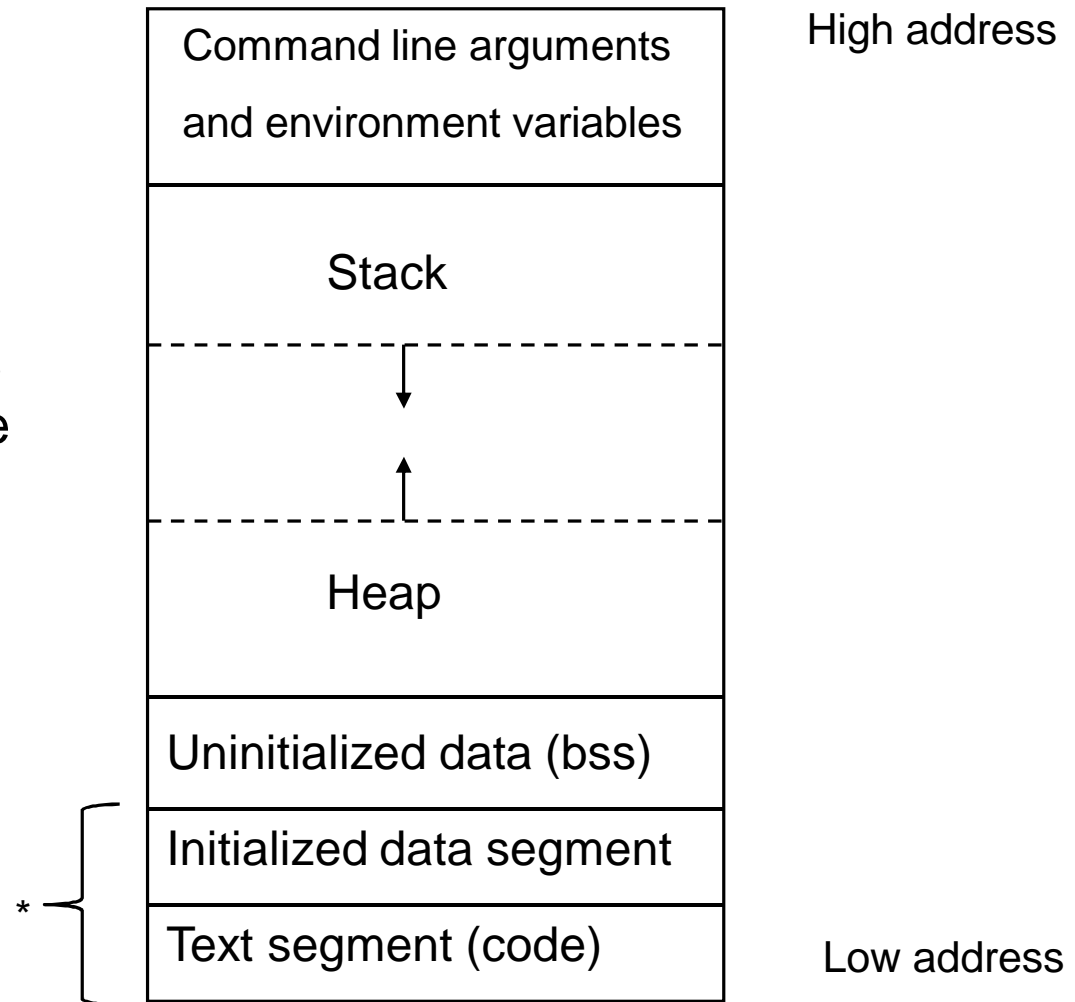 Command line arguments
and environment variables
High address
Stack
e
Heap
Uninitialized data (bss)
Initialized data segment
*
Text segment (code)
Low address